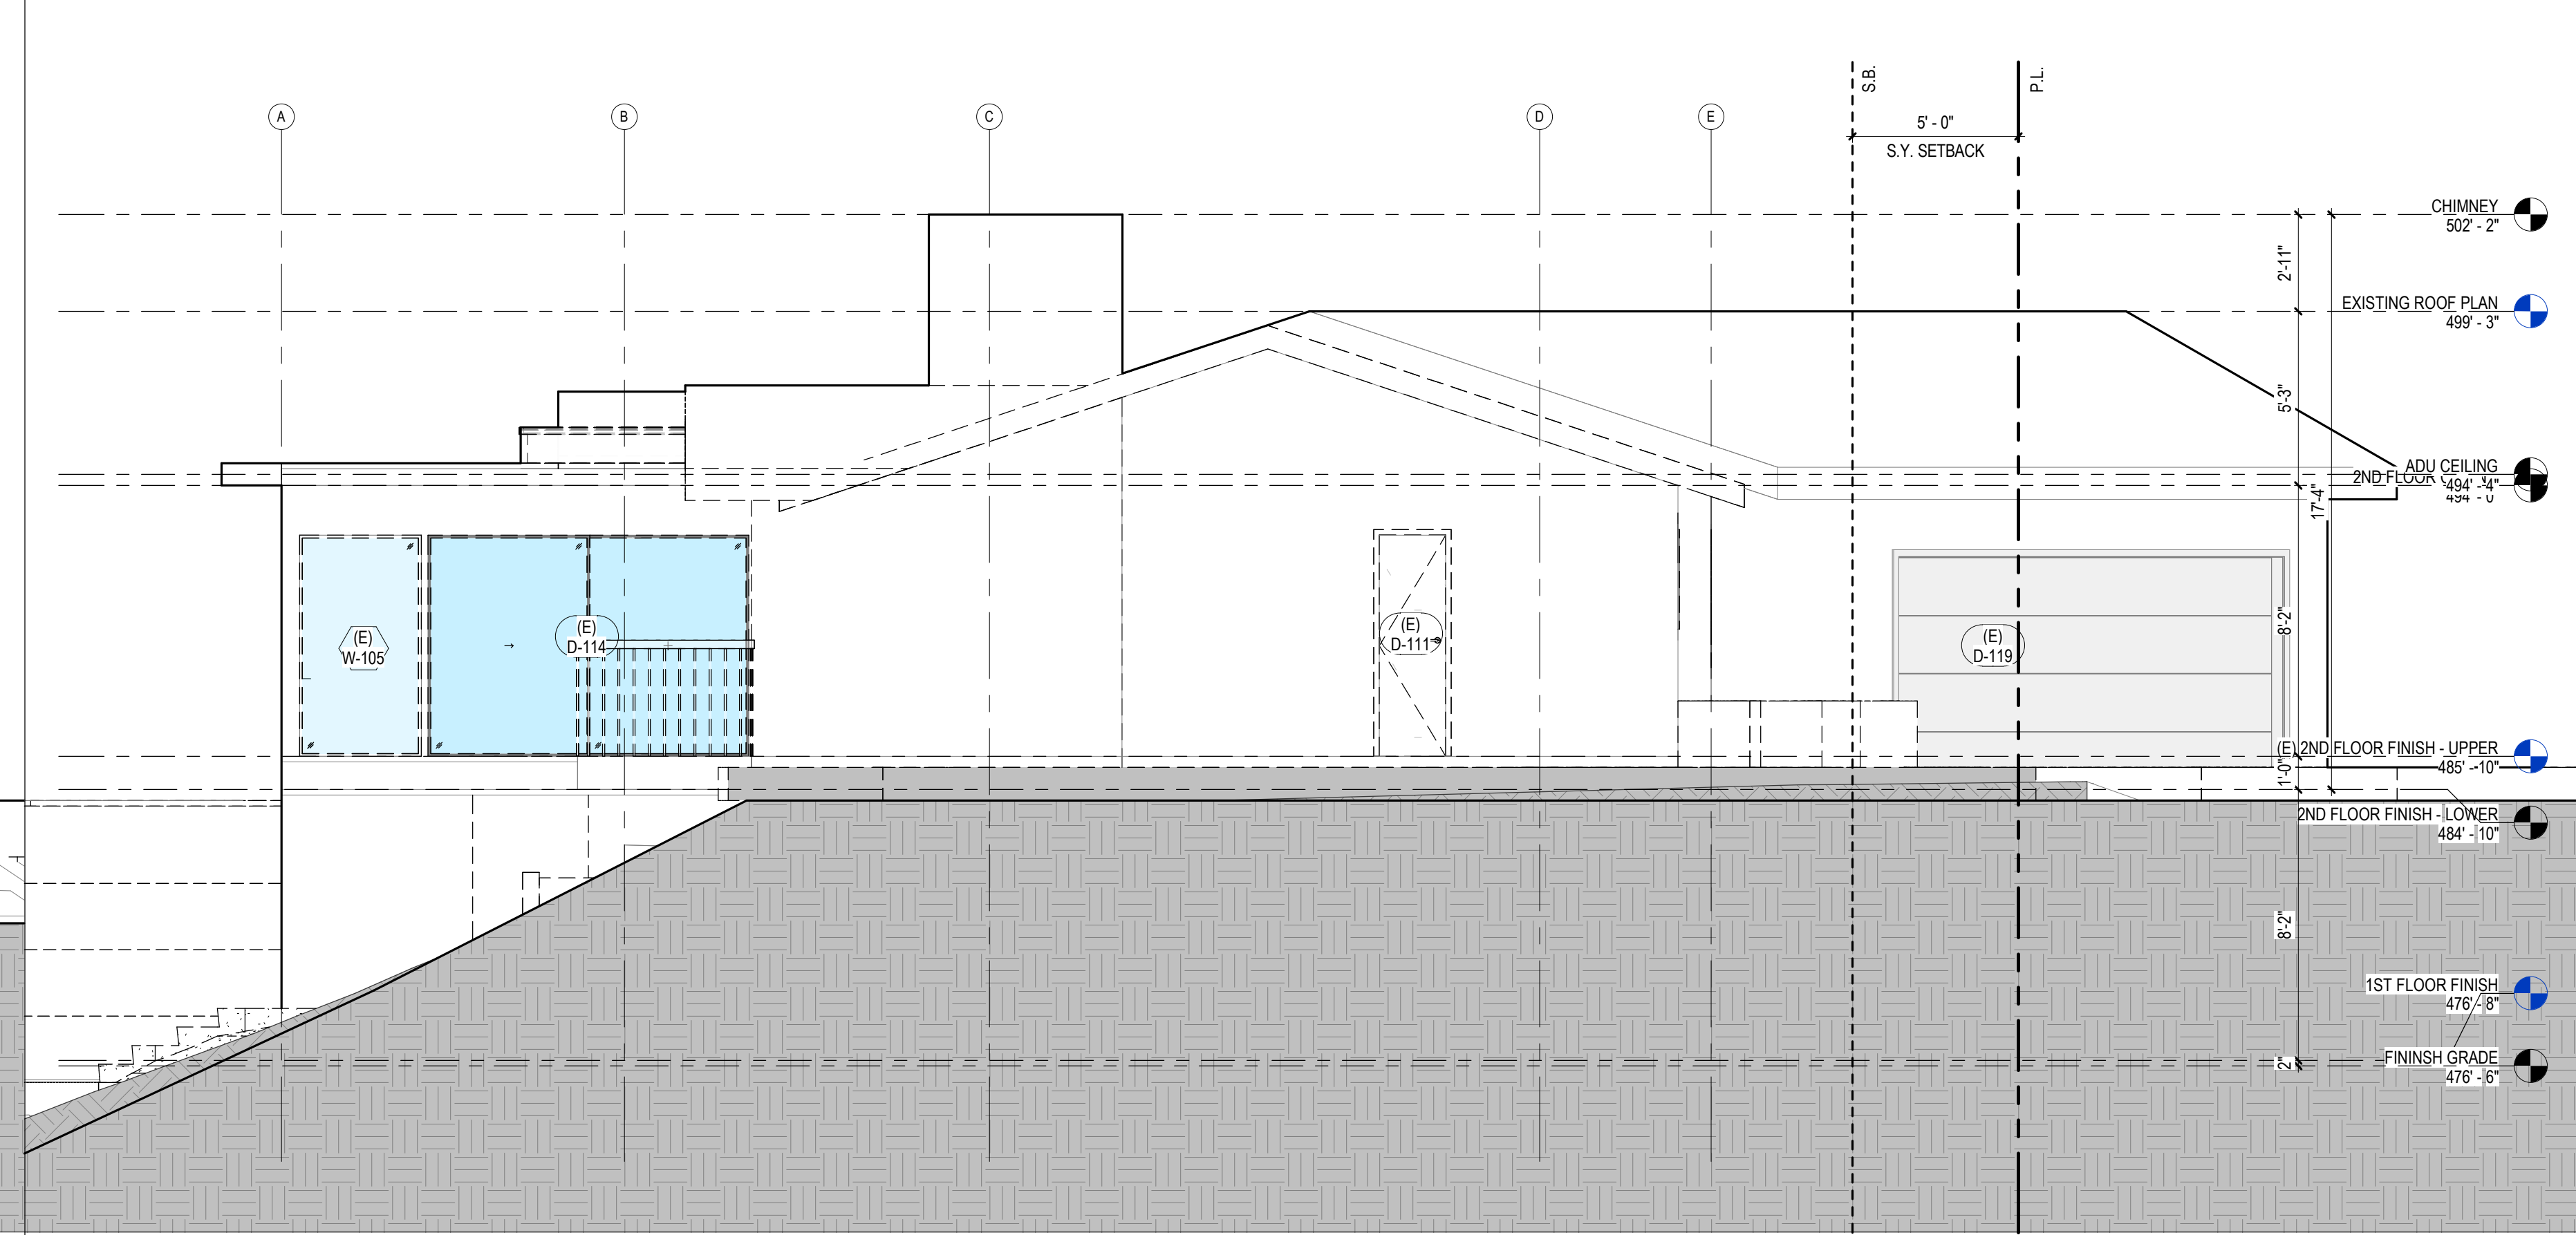 S.B.
P.L.
A
B
C
D
E
5' - 0"
S.Y. SETBACK
CHIMNEY
502' - 2"
2'-11"
EXISTING ROOF PLAN
499' - 3"
5'-3"
ADU CEILING
2ND FLOOR
494' - 4"
17'-4"
(E)
W-105
(E)
D-114
(E)
D-111
(E)
D-119
8'-2"
(E) 2ND FLOOR FINISH - UPPER
485' - 10"
1'-0"
2ND FLOOR FINISH - LOWER
484' - 10"
8'-2"
1ST FLOOR FINISH
476' - 8"
FININSH GRADE
476' - 6"
2"